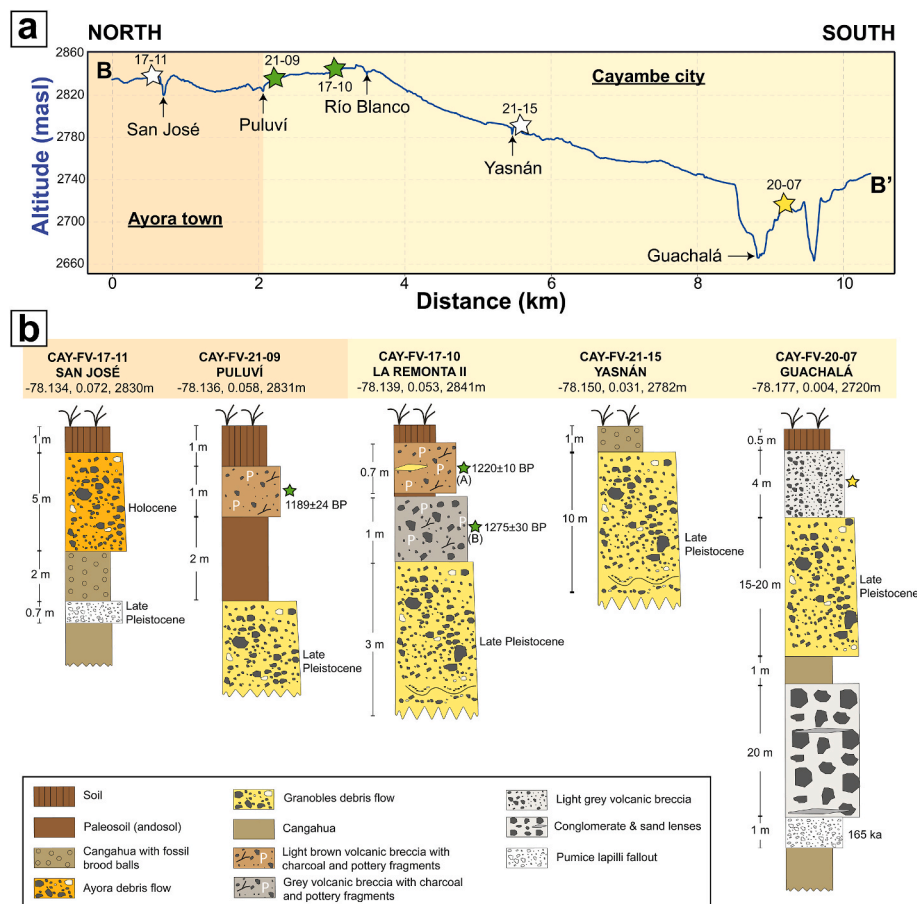 a
NORTH
SOUTH
Altitude (masl)
2860
2820
2780
2740
2700
2660
B
17-11
21-09
17-10
Cayambe city
San José
Puluví
Río Blanco
21-15
Yasnán
20-07
B'
Ayora town
Guachalá
0
2
4
6
8
10
Distance (km)
b
CAY-FV-17-11
SAN JOSÉ
-78.134, 0.072, 2830m
CAY-FV-21-09
PULUVÍ
-78.136, 0.058, 2831m
CAY-FV-17-10
LA REMONTA II
-78.139, 0.053, 2841m
CAY-FV-21-15
YASNÁN
-78.150, 0.031, 2782m
CAY-FV-20-07
GUACHALÁ
-78.177, 0.004, 2720m
1 m
5 m
Holocene
2 m
0.7 m
Late
Pleistocene
1 m
1 m
P
P
P
1189±24 BP
2 m
Late
Pleistocene
0.7 m
P
P
P
P
1220±10 BP
(A)
1 m
P
P
1275±30 BP
(B)
3 m
Late Pleistocene
1 m
10 m
Late
Pleistocene
0.5 m
4 m
15-20 m
Late
Pleistocene
1 m
20 m
1 m
165 ka
Soil
Paleosoil (andosol)
Cangahua with fossil
brood balls
Ayora debris flow
Granobles debris flow
Cangahua
P
Light brown volcanic breccia with
charcoal and pottery fragments
P
Grey volcanic breccia with charcoal
and pottery fragments
Light grey volcanic breccia
Conglomerate & sand lenses
Pumice lapilli fallout